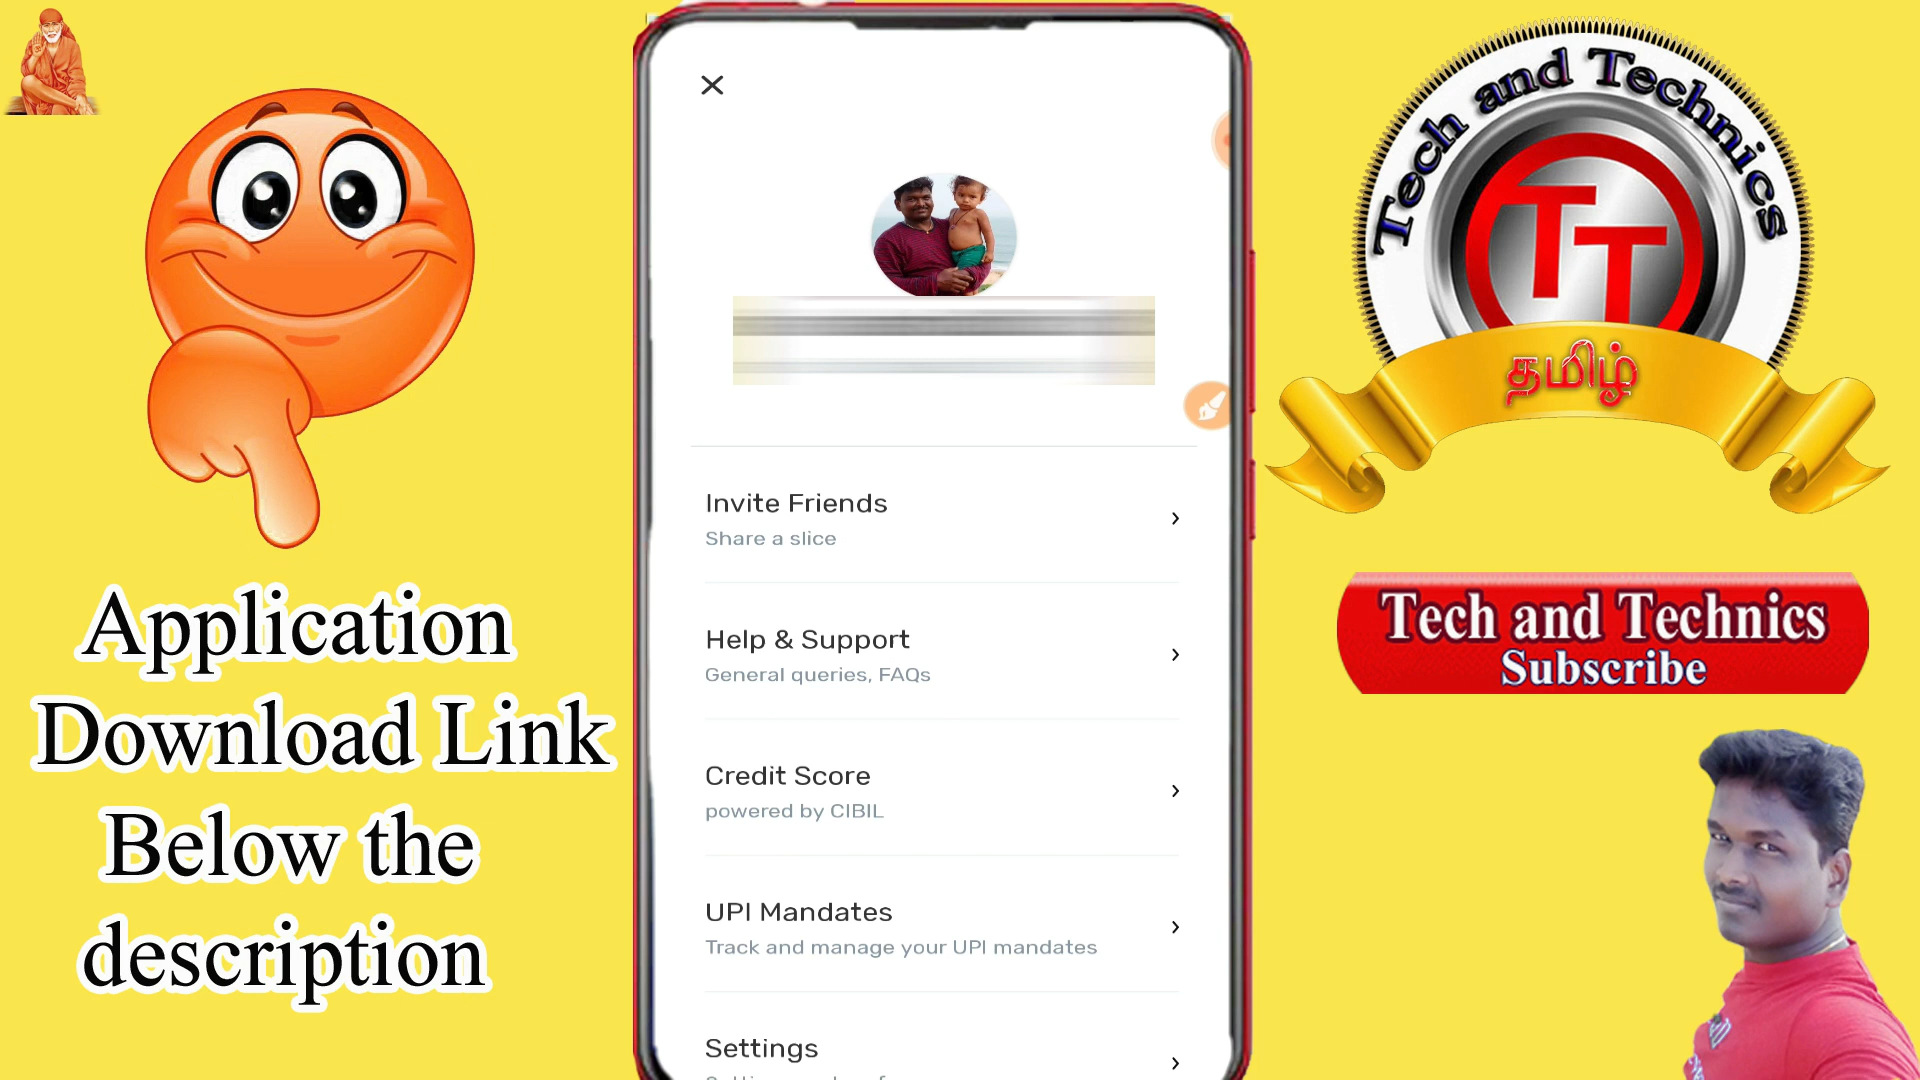 Tech and Technics
TT
தமிழ்
Application
Download Link
Below the
description
Invite Friends
Share a slice
Help & Support
General queries, FAQs
Credit Score
powered by CIBIL
UPI Mandates
Track and manage your UPI mandates
Settings
Tech and Technics
Subscribe